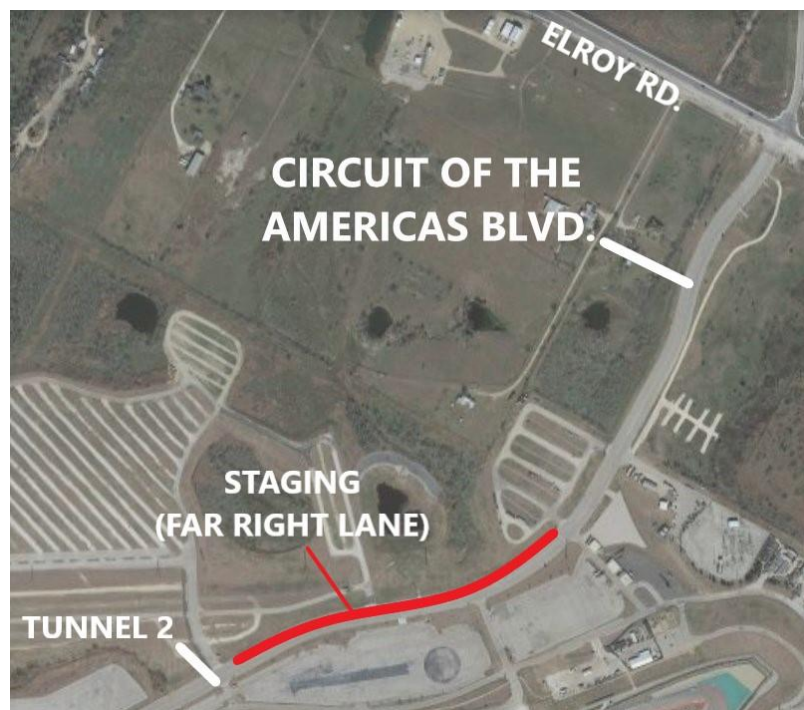 ELROY RD.
CIRCUIT OF THE
AMERICAS BLVD.
STAGING
(FAR RIGHT LANE)
TUNNEL 2